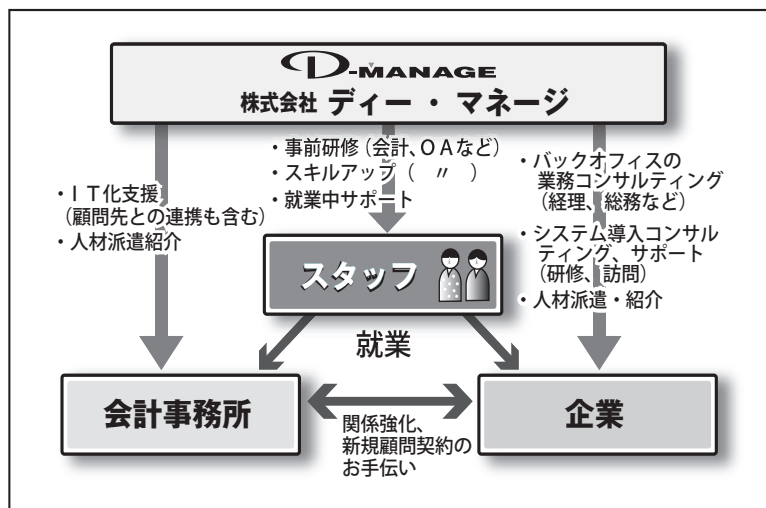 D-MANAGE
株式会社 ディー・マネージ
・事前研修（会計、ＯＡなど）
・スキルアップ（　〃　）
・就業中サポート
・ＩＴ化支援
（顧問先との連携も含む）
・人材派遣紹介
・バックオフィスの
業務コンサルティング
（経理、総務など）
・システム導入コンサル
ティング、サポート
（研修、訪問）
・人材派遣・紹介
スタッフ
就業
会計事務所
企業
関係強化、
新規顧問契約の
お手伝い